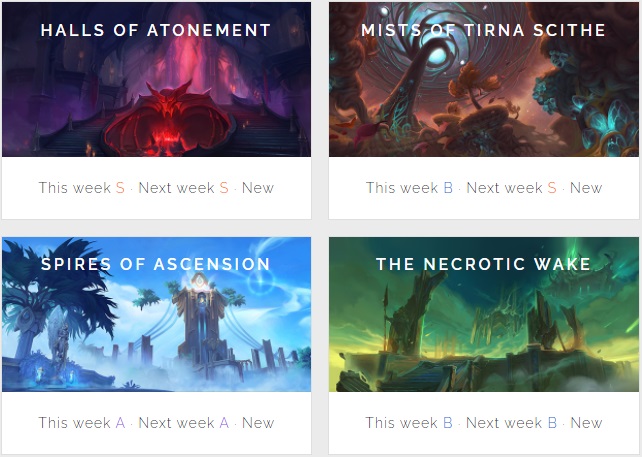 HALLS OF ATONEMENT
This week S · Next week S · New
MISTS OF TIRNA SCITHE
This week B · Next week S · New
SPIRES OF ASCENSION
This week A · Next week A · New
THE NECROTIC WAKE
This week B · Next week B · New